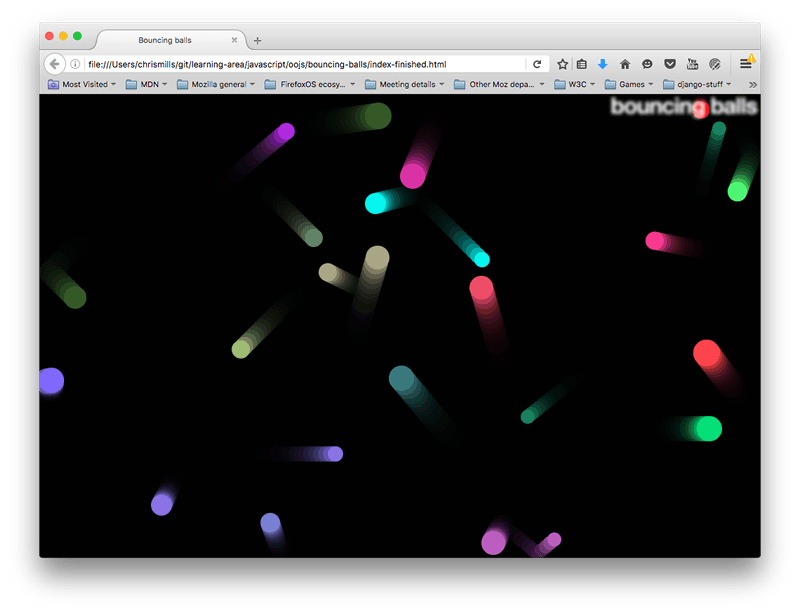 Bouncing balls
file:///Users/chrismills/git/learning-area/javascript/oojs/bouncing-balls/index-finished.html
Most Visited MDN Mozilla general FirefoxOS ecosy... Meeting details Other Moz depa... W3C Games django-stuff
bouncing balls